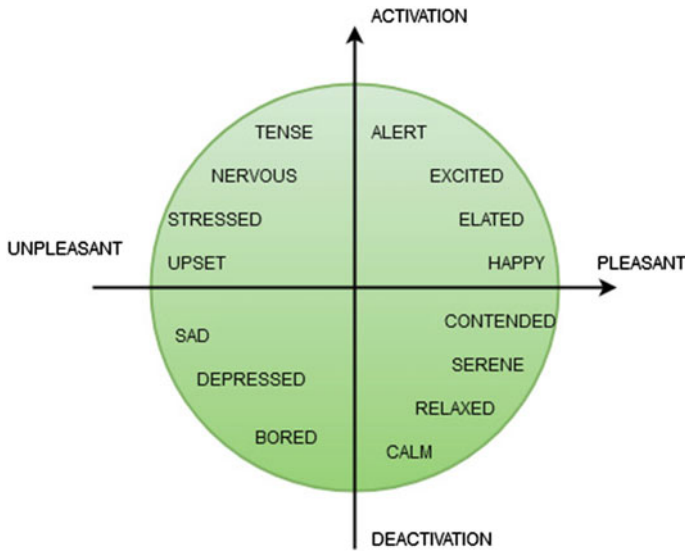 ACTIVATION
TENSE
ALERT
NERVOUS
EXCITED
STRESSED
ELATED
UNPLEASANT
UPSET
HAPPY
PLEASANT
SAD
CONTENDED
DEPRESSED
SERENE
RELAXED
BORED
CALM
DEACTIVATION